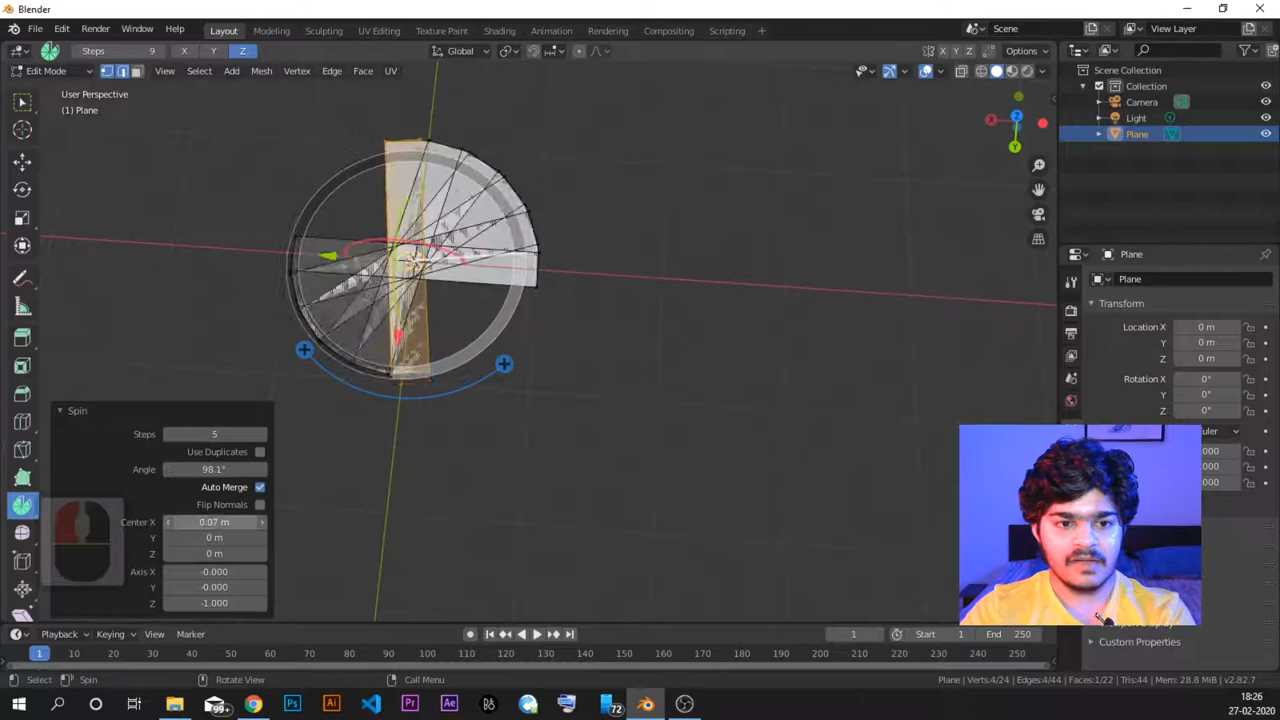 Blender
File Edit Render Window Help
Layout Modeling Sculpting UV Editing Texture Paint Shading Animation Rendering Compositing Scripting
Scene
View Layer
Steps 9 X Y Z
Global
X Y Z
Options
Edit Mode
View Select Add Mesh Vertex Edge Face UV
User Perspective
(1) Plane
Scene Collection
Collection
Camera
Light
Plane
X Z Y
Plane
Plane
Transform
Location X 0 m
Y 0 m
Z 0 m
Rotation X 0°
Y 0°
Z 0°
Custom Properties
Spin
Steps 5
Use Duplicates
Angle 98.1°
Auto Merge
Flip Normals
Center X 0.07 m
Y 0 m
Z 0 m
Axis X -0.000
Y -0.000
Z -1.000
Playback Keying View Marker
1
Start 1
End 250
1 10 20 30 40 50 60 70 80 90 100 110 120 130 140 150 160 170 180 190 200 210 220 230 240 250
Select
Spin
Rotate View
Call Menu
Plane | Verts:4/24 | Edges:4/44 | Faces:1/22 | Tris:44 | Mem: 28.8 MiB | v2.82.7
99+
Ps Ai Pr Ae
72
18:26
27-02-2020